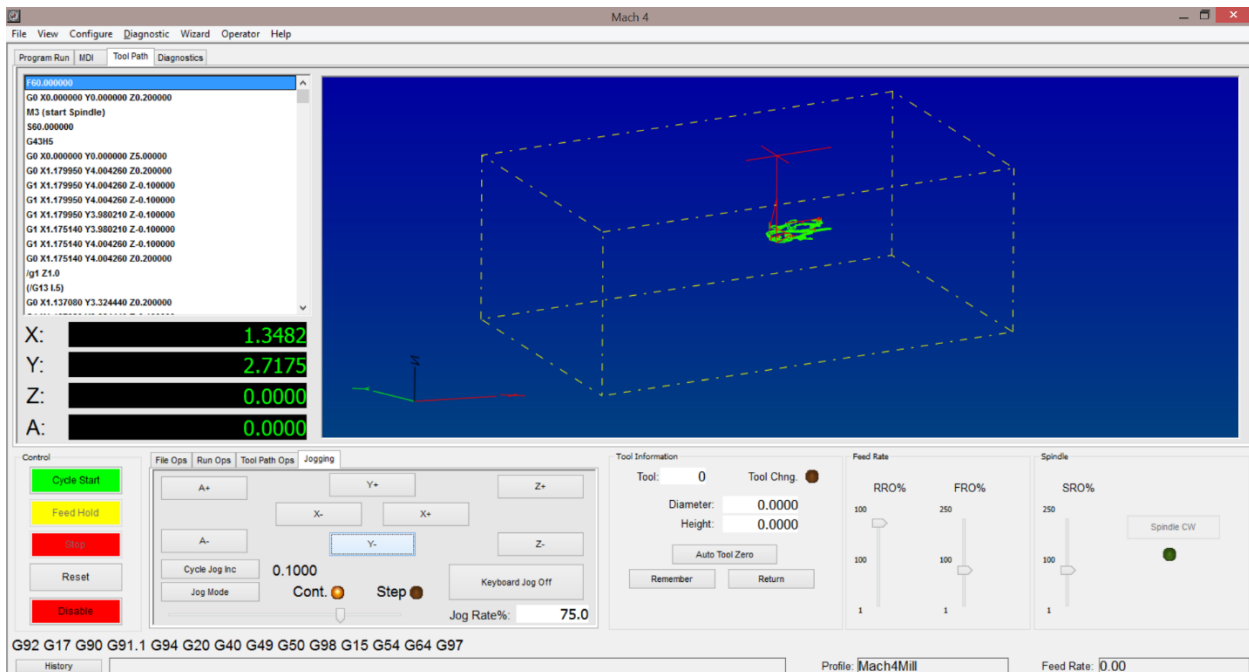 Mach 4
File View Configure Diagnostic Wizard Operator Help
Program Run MDI Tool Path Diagnostics
F60.000000
G0 X0.000000 Y0.000000 Z0.200000
M3 (start Spindle)
S60.000000
G43H5
G0 X0.000000 Y0.000000 Z5.00000
G0 X1.179950 Y4.004260 Z0.200000
G1 X1.179950 Y4.004260 Z-0.100000
G1 X1.179950 Y3.980210 Z-0.100000
G1 X1.175140 Y3.980210 Z-0.100000
G1 X1.175140 Y4.004260 Z-0.100000
G0 X1.175140 Y4.004260 Z0.200000
/g1 Z1.0
(/G13 I.5)
G0 X1.137080 Y3.324440 Z0.200000
X: 1.3482
Y: 2.7175
Z: 0.0000
A: 0.0000
Control
Cycle Start
Feed Hold
Stop
Reset
Disable
File Ops Run Ops Tool Path Ops Jogging
A+ Y+ Z+
X- X+
A- Y- Z-
Cycle Jog Inc 0.1000
Jog Mode Cont. Step Keyboard Jog Off
Jog Rate%: 75.0
Tool Information
Tool: 0 Tool Chng.
Diameter: 0.0000
Height: 0.0000
Auto Tool Zero
Remember Return
Feed Rate
RRO% FRO%
100 250
100 100
1 1
Spindle
SRO%
250
100
1
Spindle CW
G92 G17 G90 G91.1 G94 G20 G40 G49 G50 G98 G15 G54 G64 G97
History Profile: Mach4Mill Feed Rate: 0.00